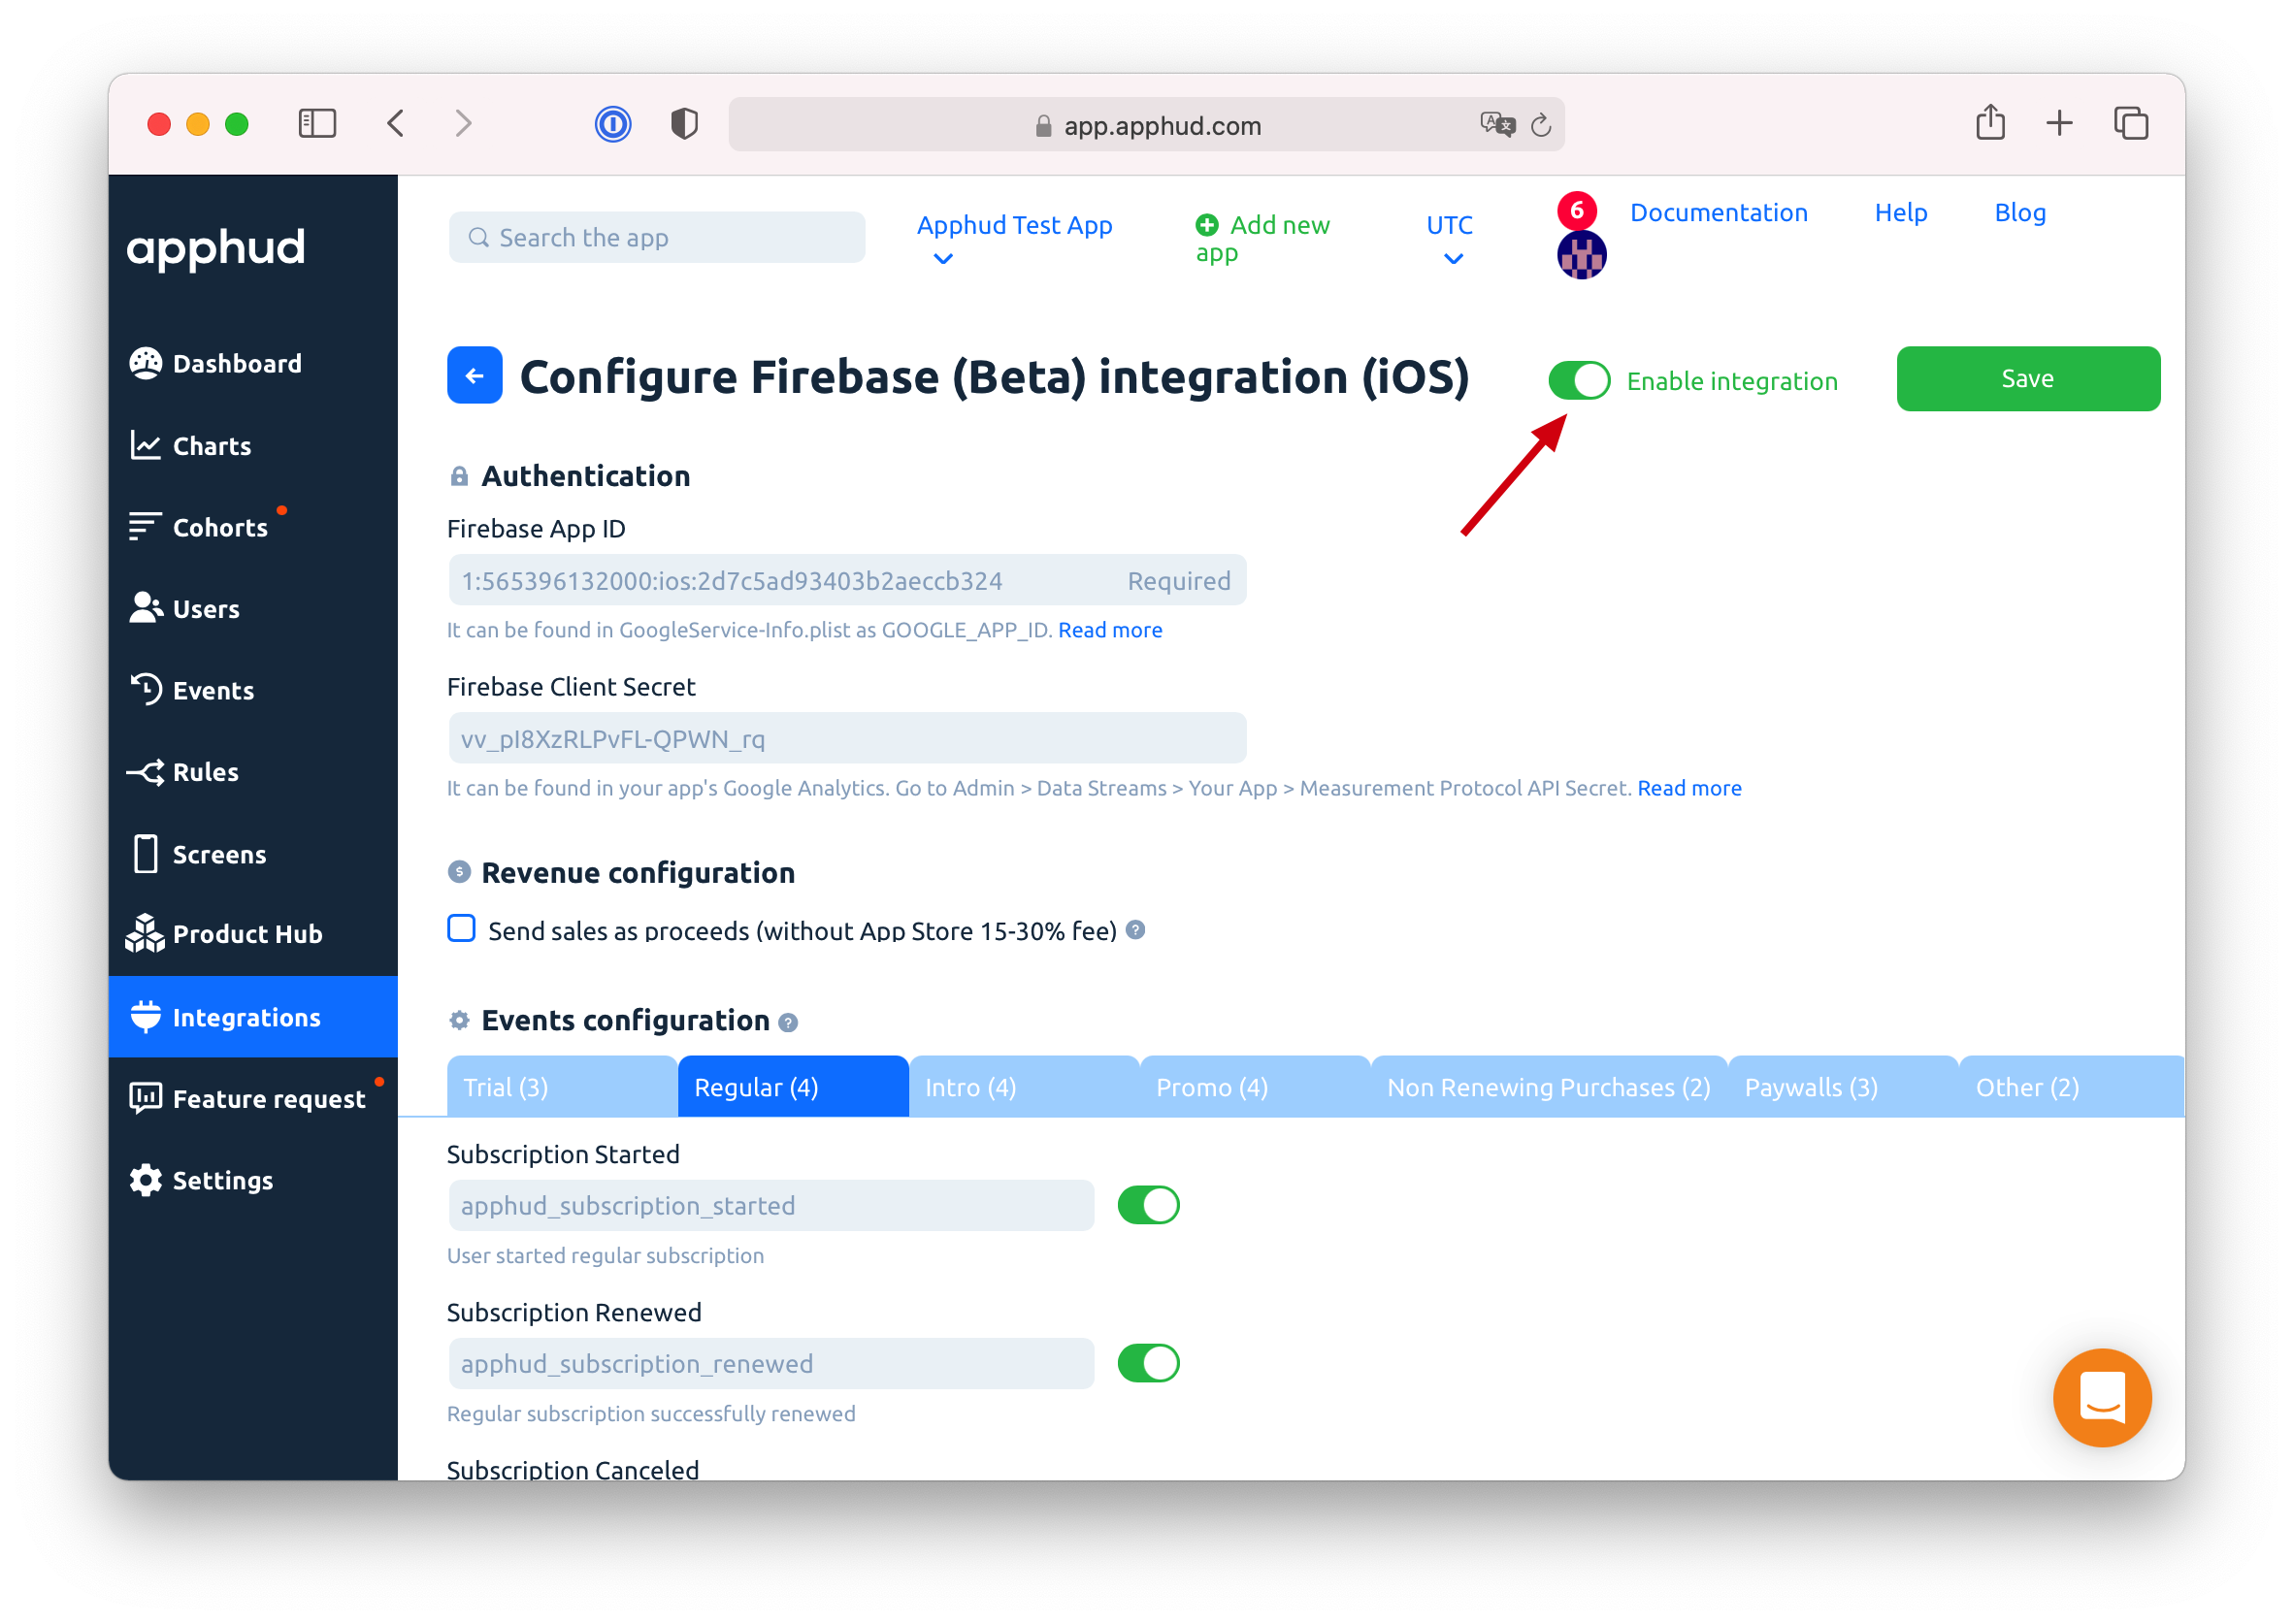 app.apphud.com
apphud
Search the app
Apphud Test App
Add new
app
UTC
6
Documentation
Help
Blog
Dashboard
Charts
Cohorts
Users
Events
Rules
Screens
Product Hub
Integrations
Feature request
Settings
Configure Firebase (Beta) integration (iOS)
Enable integration
Save
Authentication
Firebase App ID
1:565396132000:ios:2d7c5ad93403b2aeccb324 Required
It can be found in GoogleService-Info.plist as GOOGLE_APP_ID. Read more
Firebase Client Secret
vv_pI8XzRLPvFL-QPWN_rq
It can be found in your app's Google Analytics. Go to Admin > Data Streams > Your App > Measurement Protocol API Secret. Read more
Revenue configuration
Send sales as proceeds (without App Store 15-30% fee) ?
Events configuration ?
Trial (3)
Regular (4)
Intro (4)
Promo (4)
Non Renewing Purchases (2)
Paywalls (3)
Other (2)
Subscription Started
apphud_subscription_started
User started regular subscription
Subscription Renewed
apphud_subscription_renewed
Regular subscription successfully renewed
Subscription Canceled